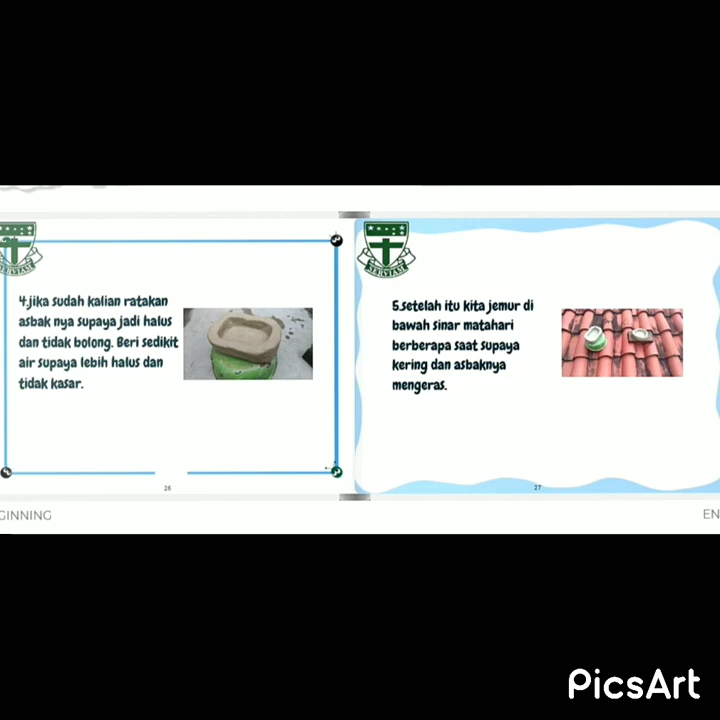 SERVIAM
4.jika sudah kalian ratakan
asbak nya supaya jadi halus
dan tidak bolong. Beri sedikit
air supaya lebih halus dan
tidak kasar.
26
SERVIAM
5.setelah itu kita jemur di
bawah sinar matahari
berberapa saat supaya
kering dan asbaknya
mengeras.
27
GINNING
EN
PicsArt